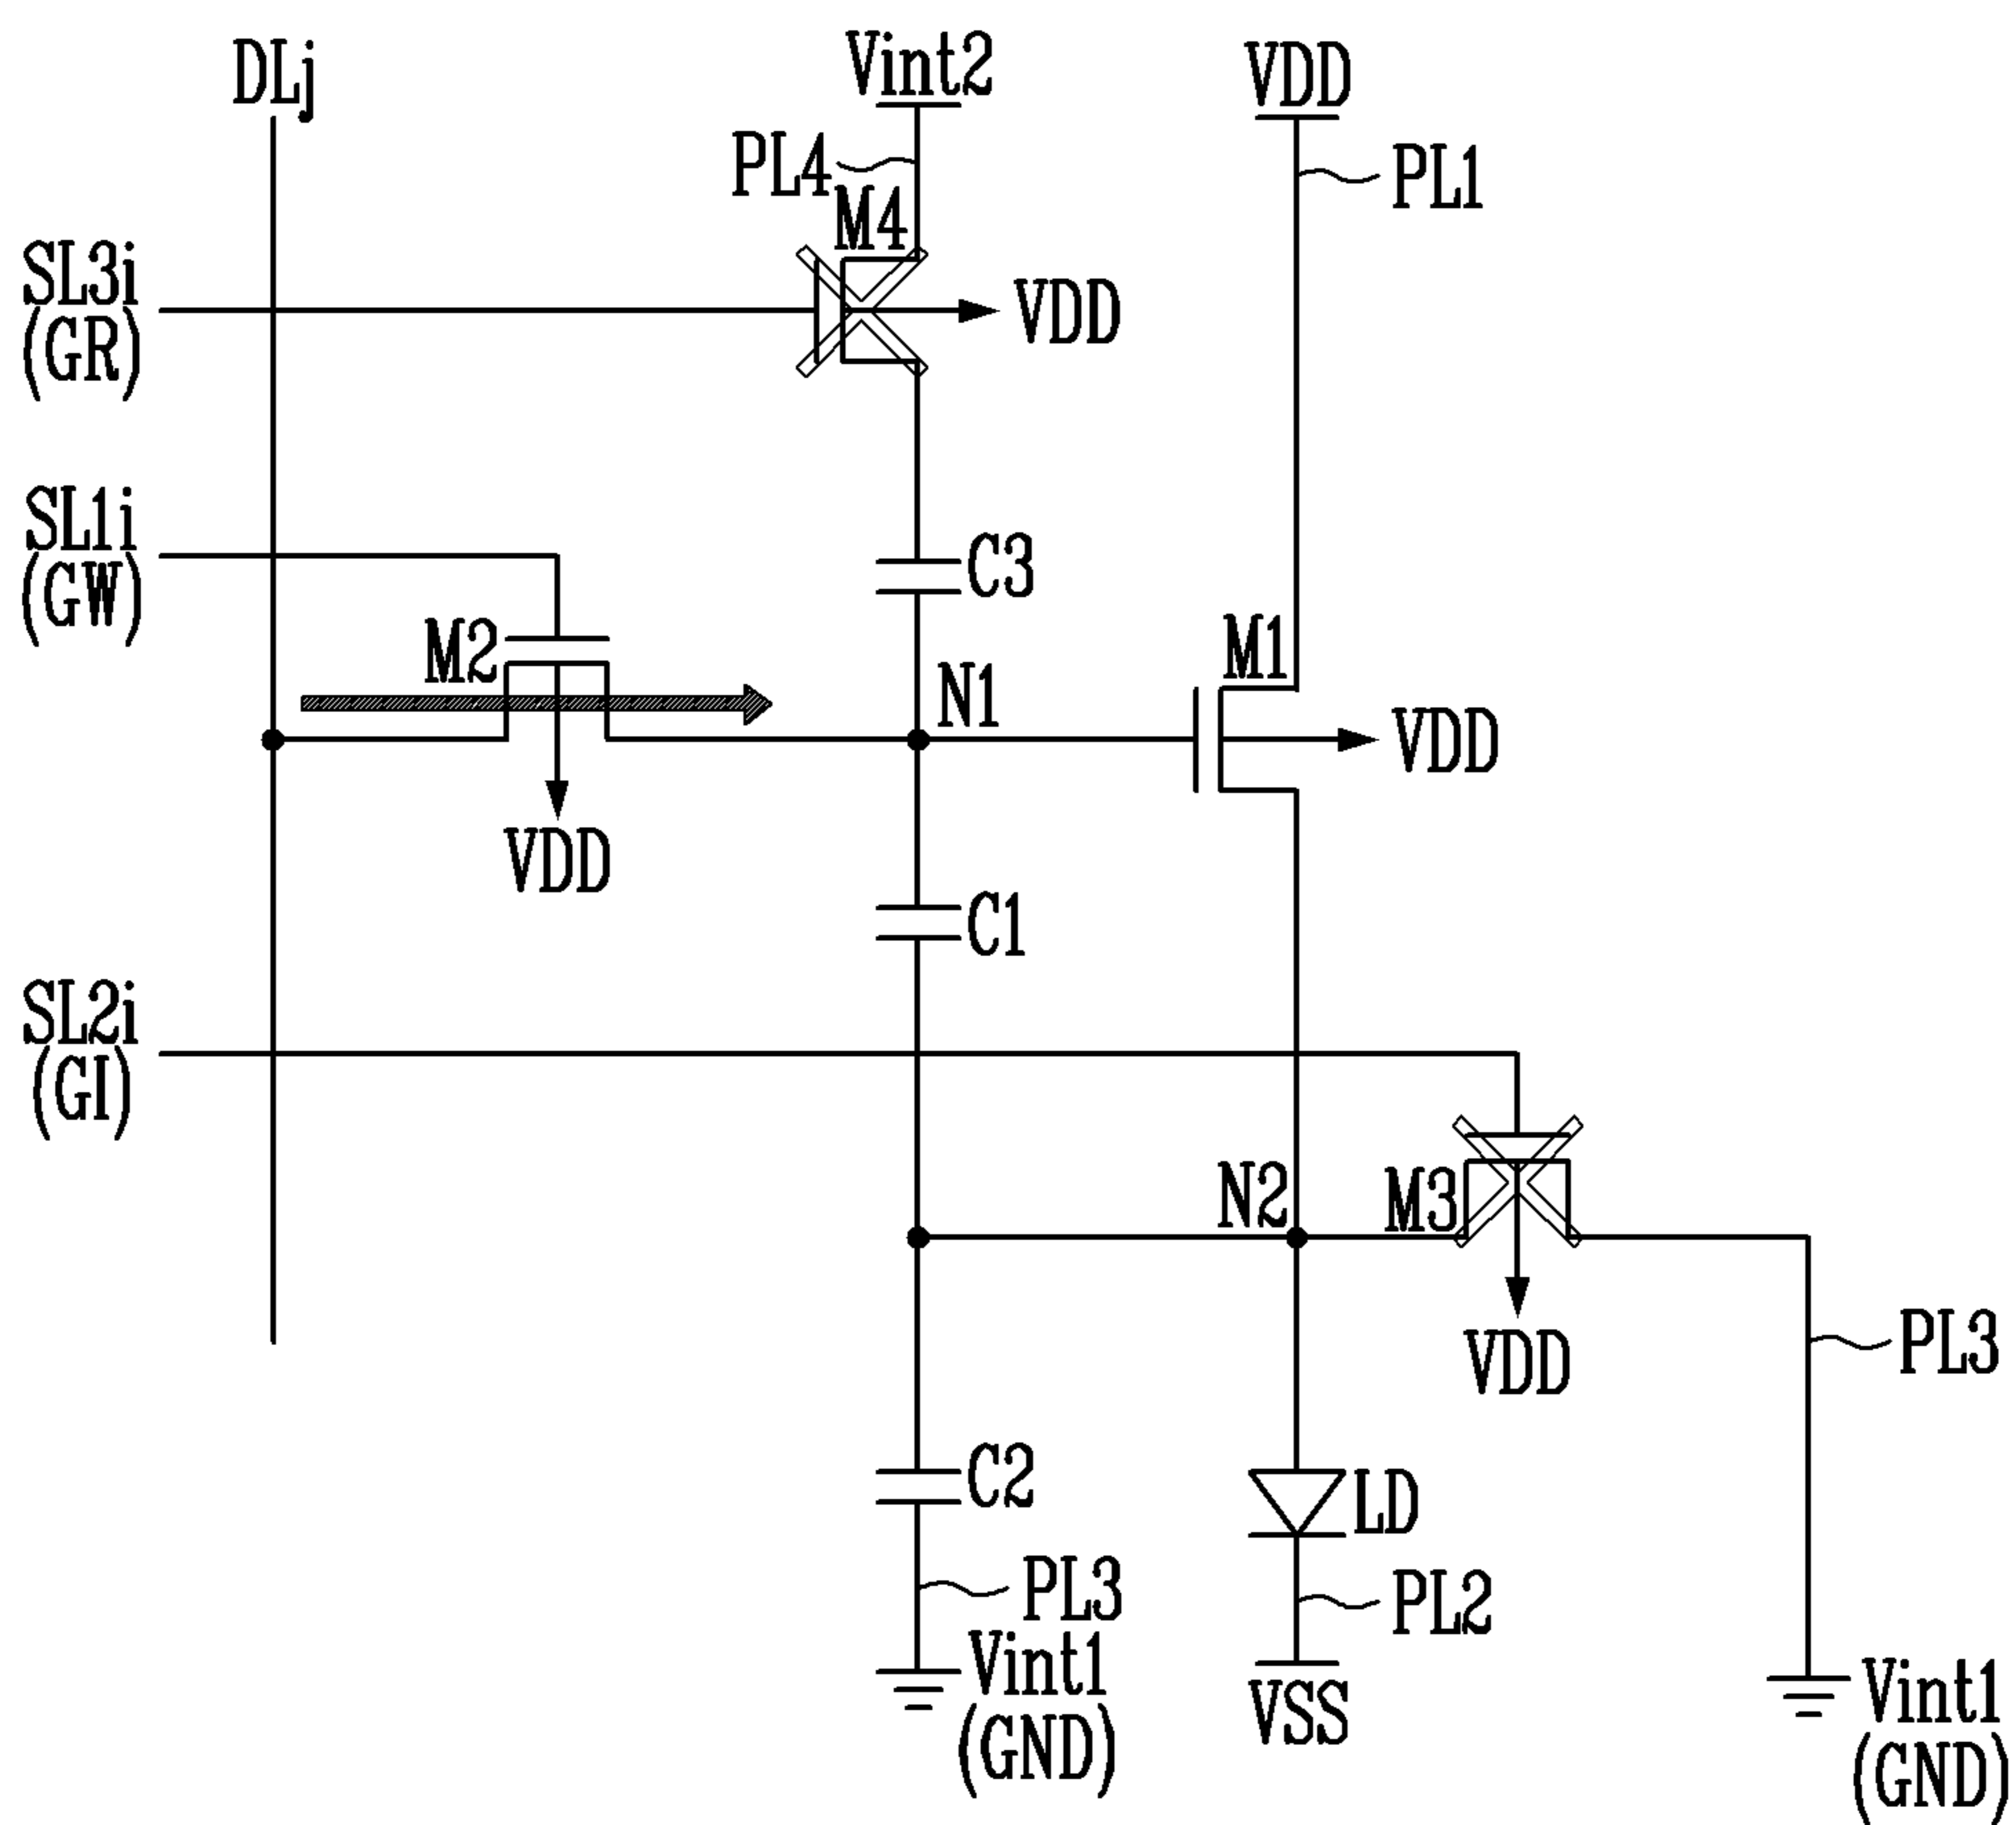 DLj
Vint2
VDD
PL4
PL1
M4
SL3i
(GR)
VDD
SL1i
(GW)
C3
M2
N1
M1
VDD
VDD
C1
SL2i
(GI)
N2
M3
VDD
PL3
C2
LD
PL3
PL2
Vint1
(GND)
VSS
Vint1
(GND)